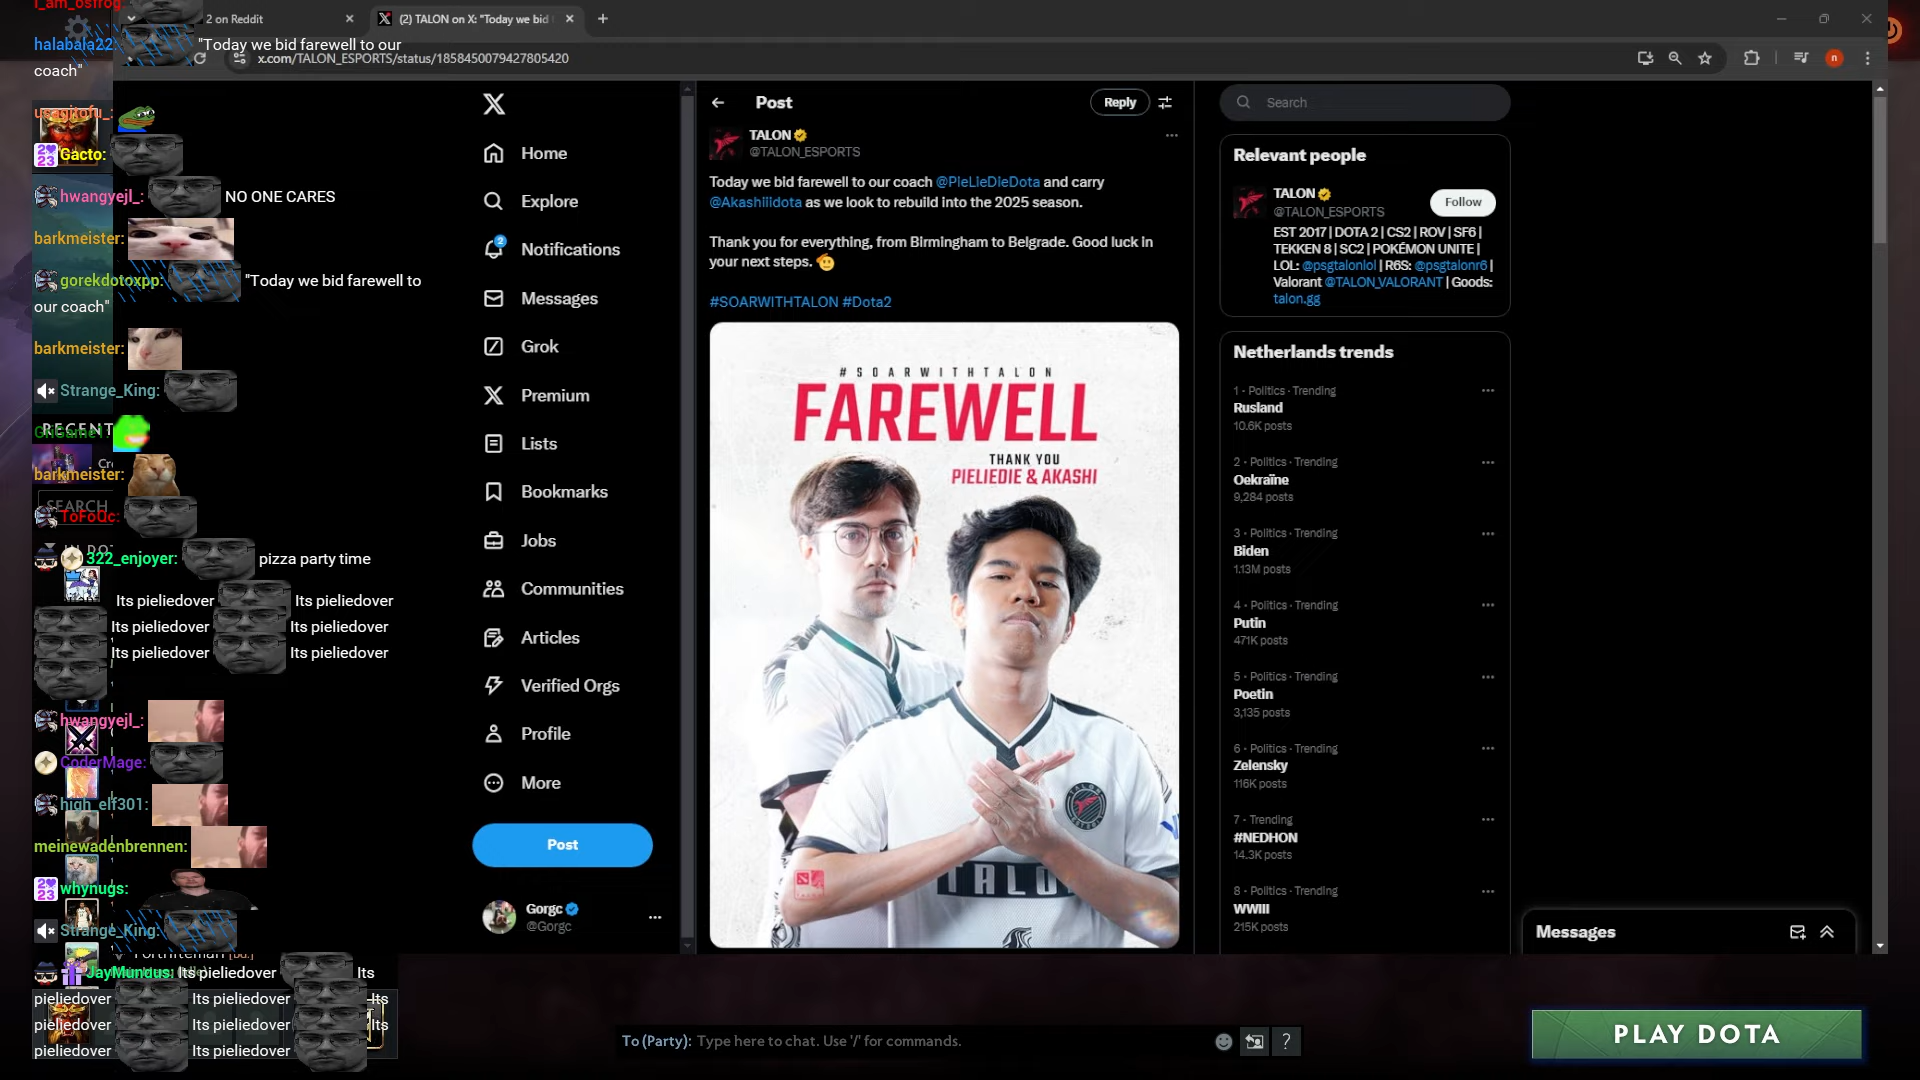 2 on Reddit
(2) TALON on X: "Today we bid
x.com/TALON_ESPORTS/status/1858450079427805420
i_am_osfrog:
halabala22: "Today we bid farewell to our
coach"
usagitofu_:
Gacto:
hwangyejl_: NO ONE CARES
barkmeister:
gorekdotoxpp: "Today we bid farewell to
our coach"
barkmeister:
Strange_King:
RECENT
barkmeister:
SEARCH
ToFoUc:
322_enjoyer: pizza party time
Its pieliedover Its pieliedover
Its pieliedover Its pieliedover
Its pieliedover Its pieliedover
hwangyejl_:
CoderMage:
high_elf301:
meinewadenbrennen:
whynugs:
Strange_King:
JayMundus: Its pieliedover Its
pieliedover Its pieliedover Its
pieliedover Its pieliedover Its
pieliedover Its pieliedover
Home
Explore
2
Notifications
Messages
Grok
Premium
Lists
Bookmarks
Jobs
Communities
Articles
Verified Orgs
Profile
More
Post
Gorgc
@Gorgc
Post
Reply
TALON
@TALON_ESPORTS
Today we bid farewell to our coach @PieLieDieDota and carry
@Akashiiidota as we look to rebuild into the 2025 season.
Thank you for everything, from Birmingham to Belgrade. Good luck in
your next steps.
#SOARWITHTALON #Dota2
#SOARWITHTALON
FAREWELL
THANK YOU
PIELIEDIE & AKASHI
TALON
Search
Relevant people
TALON
@TALON_ESPORTS
Follow
EST 2017 | DOTA 2 | CS2 | ROV | SF6 |
TEKKEN 8 | SC2 | POKÉMON UNITE |
LOL: @psgtalonlol | R6S: @psgtalonr6 |
Valorant @TALON_VALORANT | Goods:
talon.gg
Netherlands trends
1 · Politics · Trending
Rusland
10.6K posts
2 · Politics · Trending
Oekraïne
9,284 posts
3 · Politics · Trending
Biden
1.13M posts
4 · Politics · Trending
Putin
471K posts
5 · Politics · Trending
Poetin
3,135 posts
6 · Politics · Trending
Zelensky
116K posts
7 · Trending
#NEDHON
14.3K posts
8 · Politics · Trending
WWIII
215K posts
Messages
To (Party): Type here to chat. Use '/' for commands.
?
PLAY DOTA